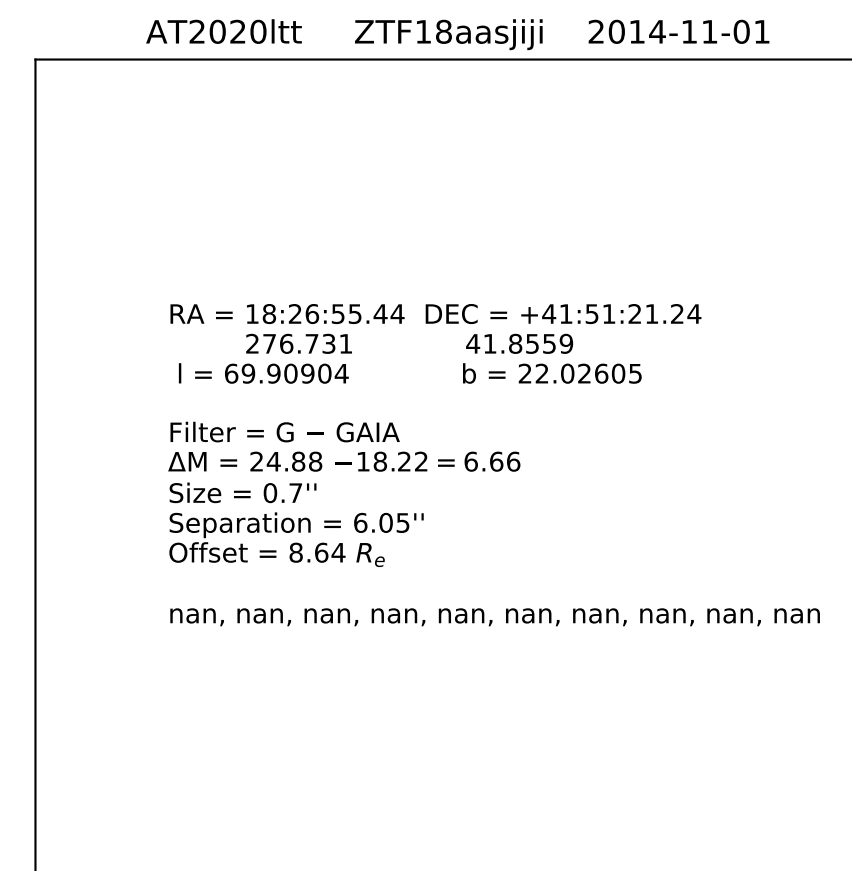 AT2020ltt ZTF18aasjiji 2014-11-01
RA = 18:26:55.44 DEC = +41:51:21.24
276.731 41.8559
l = 69.90904 b = 22.02605
Filter = G − GAIA
ΔM = 24.88 −18.22 = 6.66
Size = 0.7''
Separation = 6.05''
Offset = 8.64 Re
nan, nan, nan, nan, nan, nan, nan, nan, nan, nan